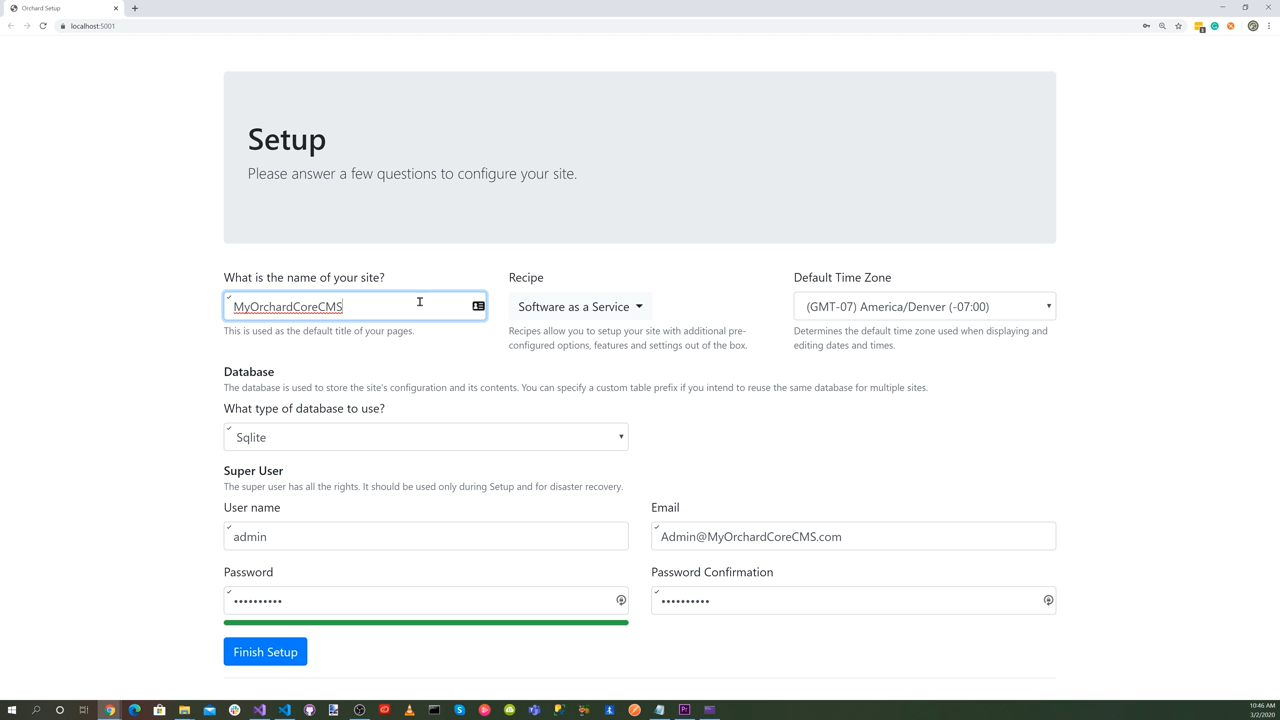 Orchard Setup
localhost:5001
Setup
Please answer a few questions to configure your site.
What is the name of your site?
MyOrchardCoreCMS
This is used as the default title of your pages.
Recipe
Software as a Service
Recipes allow you to setup your site with additional pre-
configured options, features and settings out of the box.
Default Time Zone
(GMT-07) America/Denver (-07:00)
Determines the default time zone used when displaying and
editing dates and times.
Database
The database is used to store the site's configuration and its contents. You can specify a custom table prefix if you intend to reuse the same database for multiple sites.
What type of database to use?
Sqlite
Super User
The super user has all the rights. It should be used only during Setup and for disaster recovery.
User name
admin
Email
Admin@MyOrchardCoreCMS.com
Password
••••••••••
Password Confirmation
••••••••••
Finish Setup
10:46 AM
3/2/2020